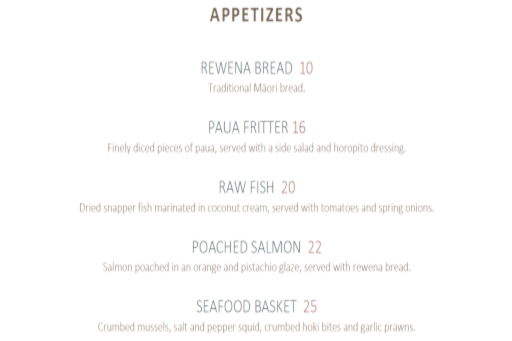 APPETIZERS
REWENA BREAD 10
Traditional Māori bread.
PAUA FRITTER 16
Finely diced pieces of paua, served with a side salad and horopito dressing.
RAW FISH 20
Dried snapper fish marinated in coconut cream, served with tomatoes and spring onions.
POACHED SALMON 22
Salmon poached in an orange and pistachio glaze, served with rewena bread.
SEAFOOD BASKET 25
Crumbed mussels, salt and pepper squid, crumbed hoki bites and garlic prawns.